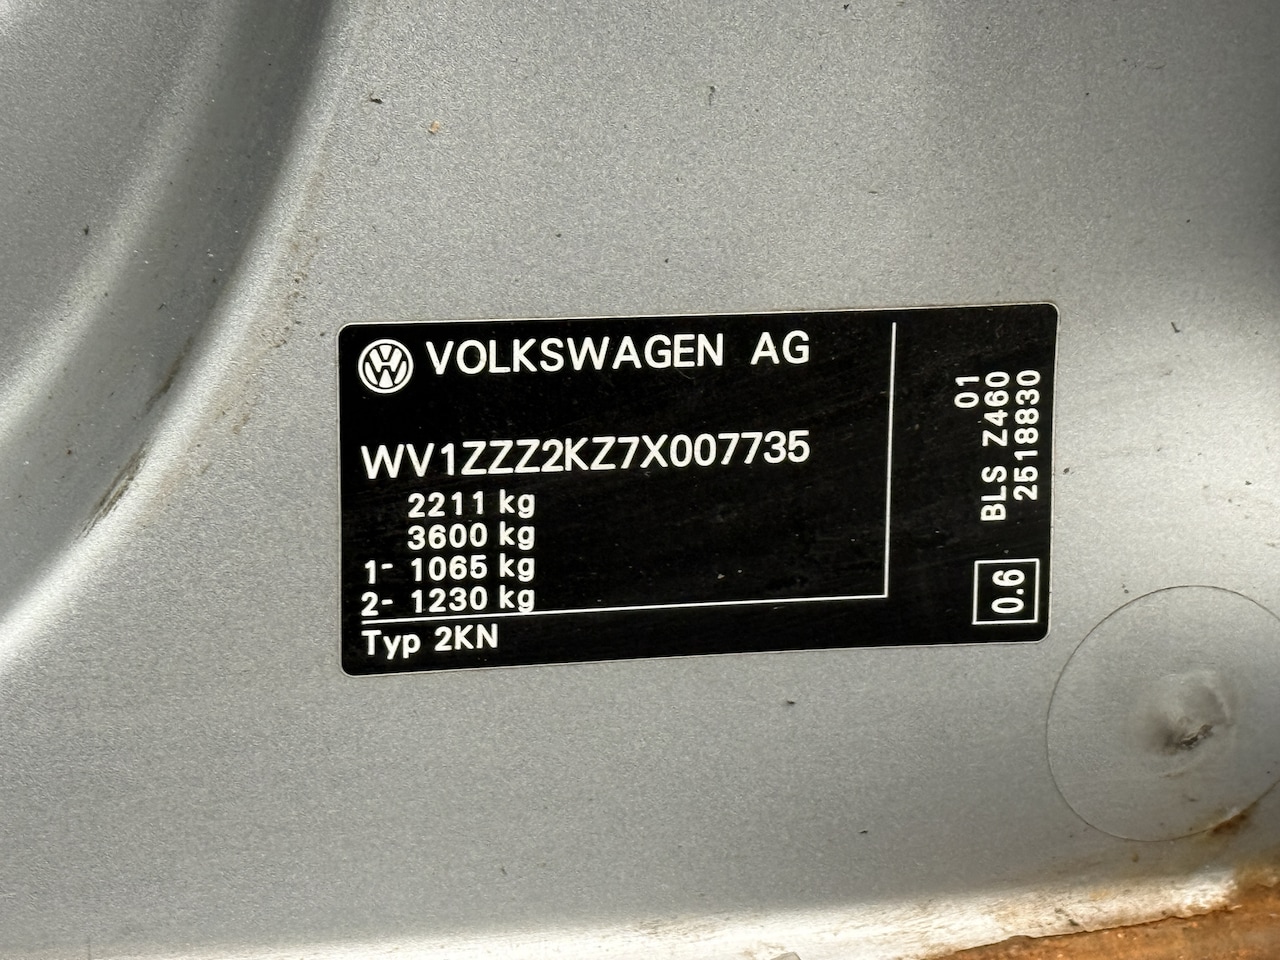 VOLKSWAGEN AG
WV1ZZZ2KZ7X007735
2211 kg
3600 kg
1- 1065 kg
2- 1230 kg
Typ 2KN
01
BLS Z460
2518830
0.6